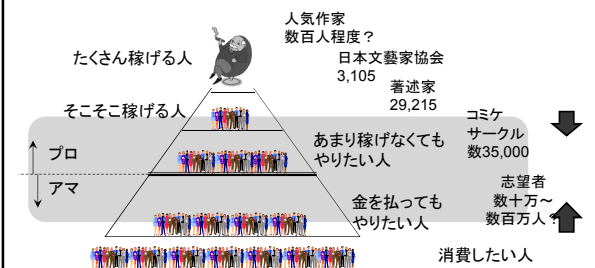 人気作家
数百人程度？
たくさん稼げる人
日本文藝家協会
3,105
著述家
29,215
そこそこ稼げる人
コミケ
サークル
数35,000
プロ
あまり稼げなくても
やりたい人
アマ
志望者
数十万～
数百万人？
金を払っても
やりたい人
消費したい人